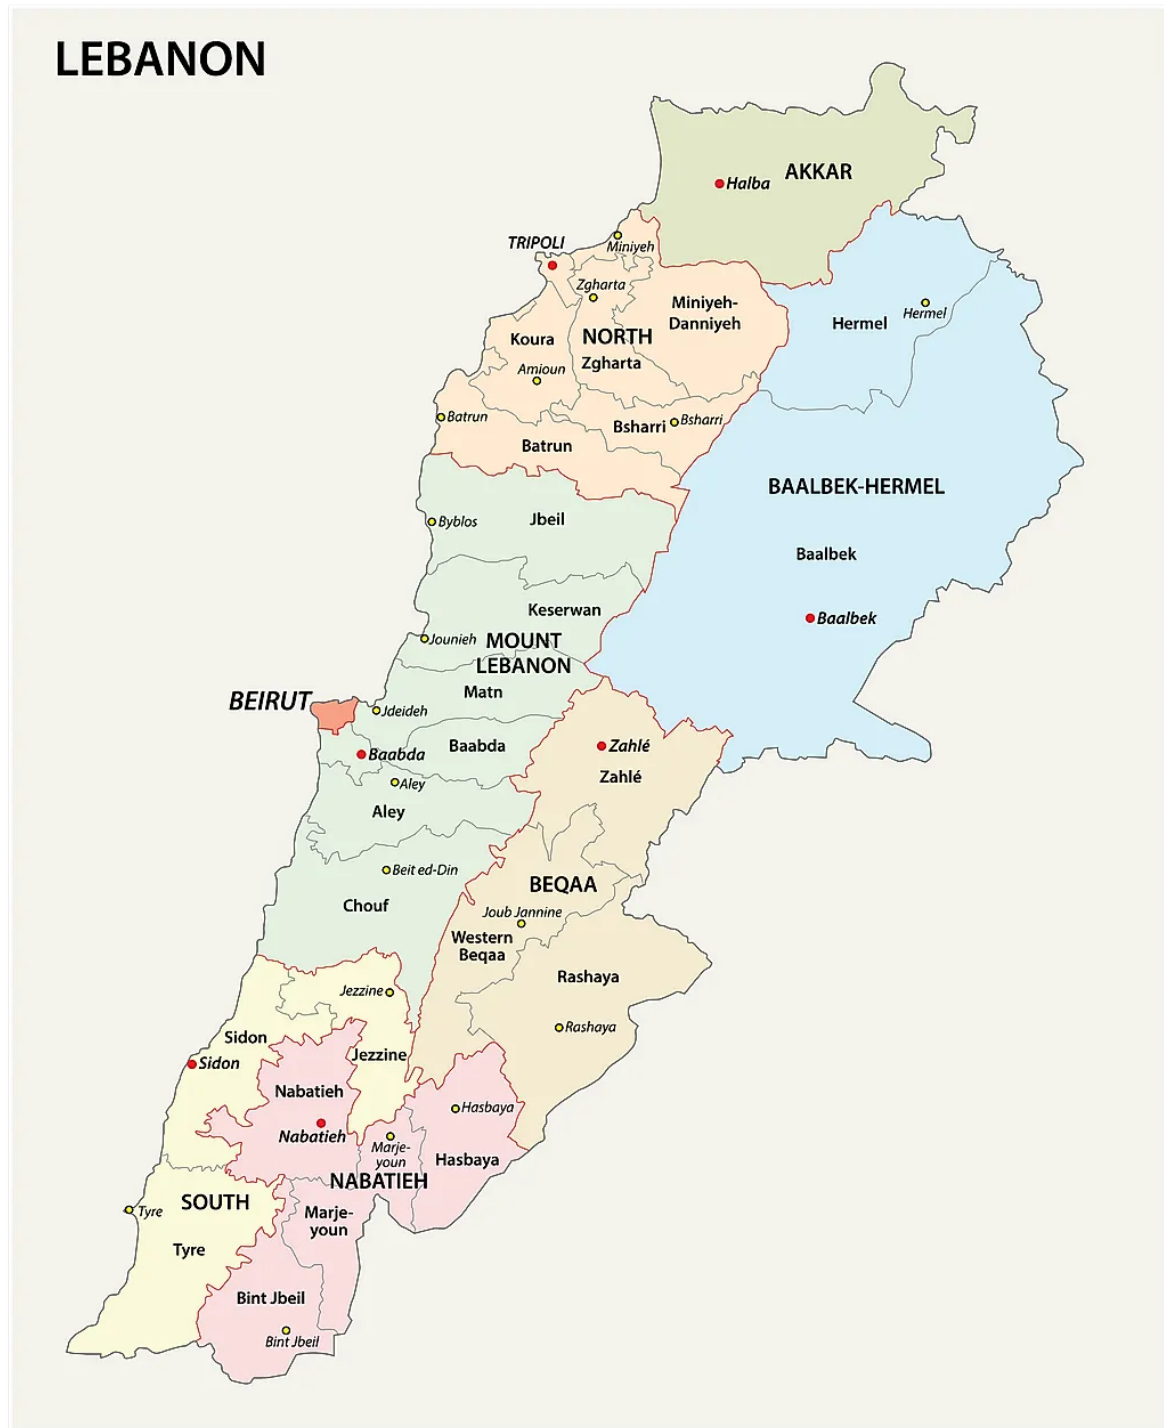 LEBANON
AKKAR
Halba
TRIPOLI
Miniyeh
Zgharta
Miniyeh-
Danniyeh
Hermel
Hermel
Koura
NORTH
Zgharta
Amioun
Batrun
Bsharri
Bsharri
Batrun
BAALBEK-HERMEL
Byblos
Jbeil
Baalbek
Keserwan
Baalbek
Jounieh
MOUNT
LEBANON
Matn
BEIRUT
Jdeideh
Baabda
Baabda
Zahlé
Zahlé
Aley
Aley
Beit ed-Din
BEQAA
Chouf
Joub Jannine
Western
Beqaa
Rashaya
Jezzine
Rashaya
Sidon
Sidon
Jezzine
Nabatieh
Hasbaya
Nabatieh
Marje-
youn
Hasbaya
NABATIEH
SOUTH
Tyre
Marje-
youn
Tyre
Bint Jbeil
Bint Jbeil